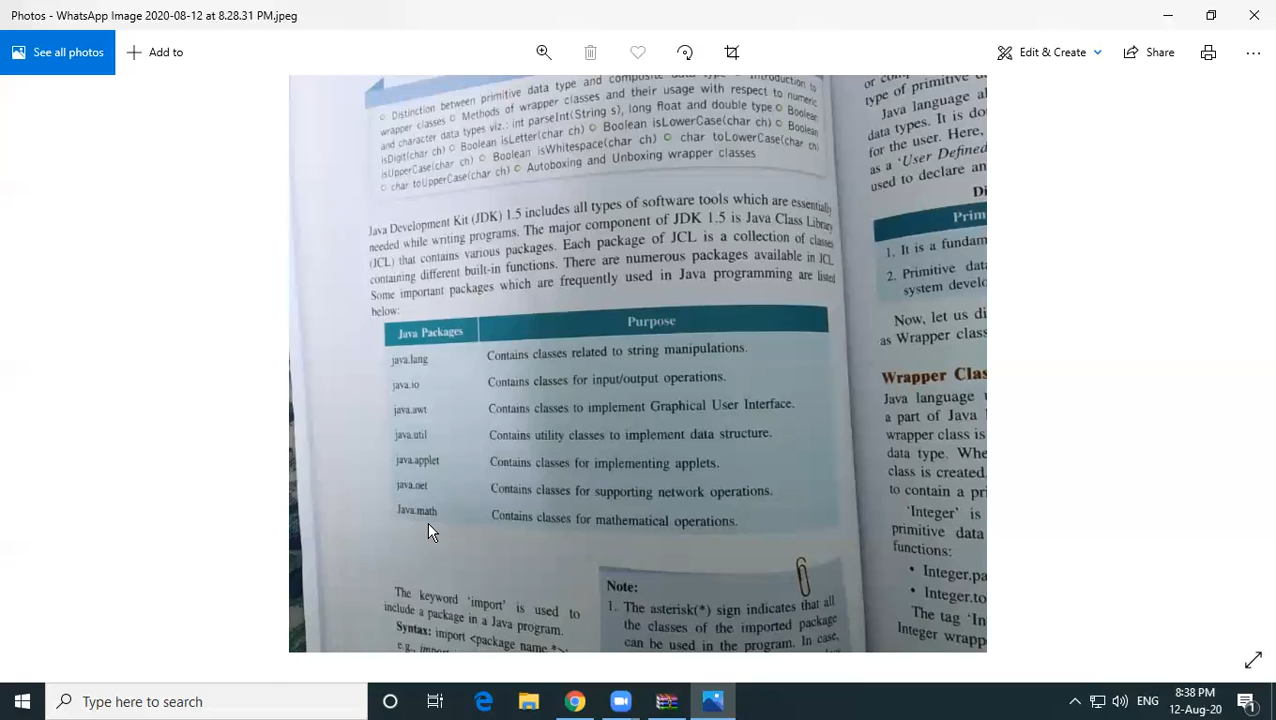 Photos - WhatsApp Image 2020-08-12 at 8.28.31 PM.jpeg
See all photos
Add to
Edit & Create
Share
Distinction between primitive data type and composite data type o Introduction to
wrapper classes o Methods of wrapper classes and their usage with respect to numeric
and character data types viz.: int parseInt(String s), long float and double type o Boolean
isDigit(char ch) o Boolean isLetter(char ch) o Boolean isLowerCase(char ch) o Boolean
isUpperCase(char ch) o Boolean isWhitespace(char ch) o char toLowerCase(char ch)
o char toUpperCase(char ch) o Autoboxing and Unboxing wrapper classes
Java Development Kit (JDK) 1.5 includes all types of software tools which are essentially
needed while writing programs. The major component of JDK 1.5 is Java Class Library
(JCL) that contains various packages. Each package of JCL is a collection of classes
containing different built-in functions. There are numerous packages available in JCL
Some important packages which are frequently used in Java programming are listed
below:
Java Packages Purpose
java.lang Contains classes related to string manipulations.
java.io Contains classes for input/output operations.
java.awt Contains classes to implement Graphical User Interface.
java.util Contains utility classes to implement data structure.
java.applet Contains classes for implementing applets.
java.net Contains classes for supporting network operations.
Java.math Contains classes for mathematical operations.
The keyword 'import' is used to
include a package in a Java program.
Syntax: import <package name.*>
Note:
1. The asterisk(*) sign indicates that all
the classes of the imported package
can be used in the program. In case,
type of primitive d
Java language al
data types. It is do
for the user. Here,
as a 'User Defined
used to declare an
Di
Prim
1. It is a fundam
2. Primitive data
system develo
Now, let us di
as Wrapper class
Wrapper Clas
Java language
a part of Java
wrapper class is
data type. Whe
class is created.
to contain a pri
'Integer' is
primitive data
functions:
• Integer.pa
• Integer.to
The tag 'In
Integer wrapp
Type here to search
ENG
8:38 PM
12-Aug-20
1